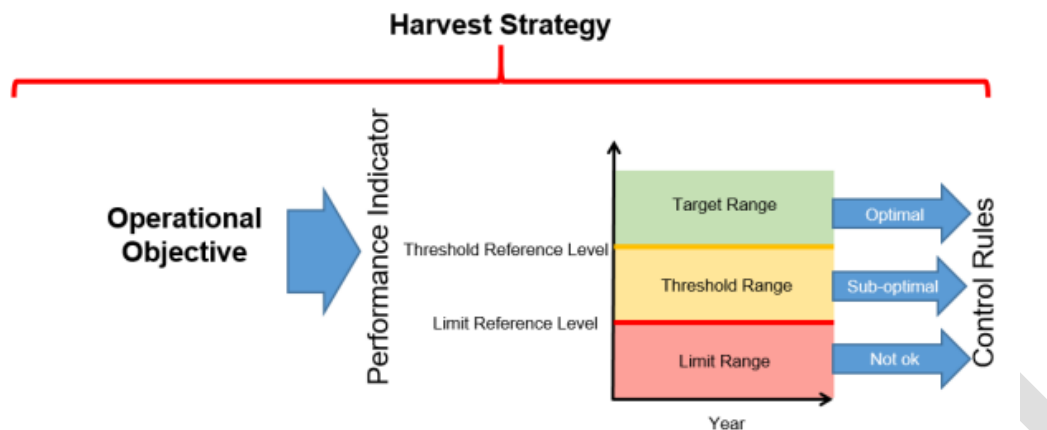 Harvest Strategy
Operational
Objective
Performance Indicator
Threshold Reference Level
Limit Reference Level
Target Range
Threshold Range
Limit Range
Year
Optimal
Sub-optimal
Not ok
Control Rules